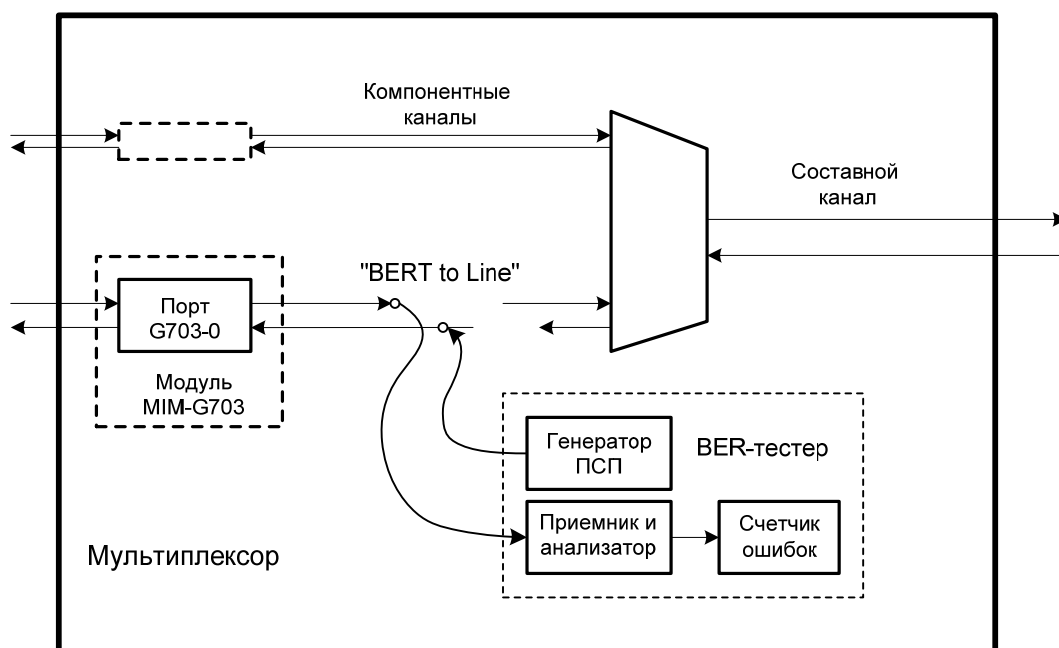 Компонентные
каналы
Составной
канал
"BERT to Line"
Порт
G703-0
Модуль
MIM-G703
Генератор
ПСП
BER-тестер
Приемник и
анализатор
Счетчик
ошибок
Мультиплексор